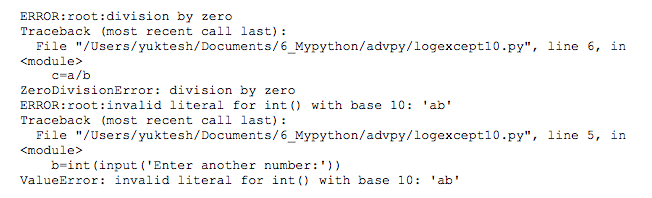 ERROR:root:division by zero
Traceback (most recent call last):
  File "/Users/yuktesh/Documents/6_Mypython/advpy/logexcept10.py", line 6, in
<module>
    c=a/b
ZeroDivisionError: division by zero
ERROR:root:invalid literal for int() with base 10: 'ab'
Traceback (most recent call last):
  File "/Users/yuktesh/Documents/6_Mypython/advpy/logexcept10.py", line 5, in
<module>
    b=int(input('Enter another number:'))
ValueError: invalid literal for int() with base 10: 'ab'